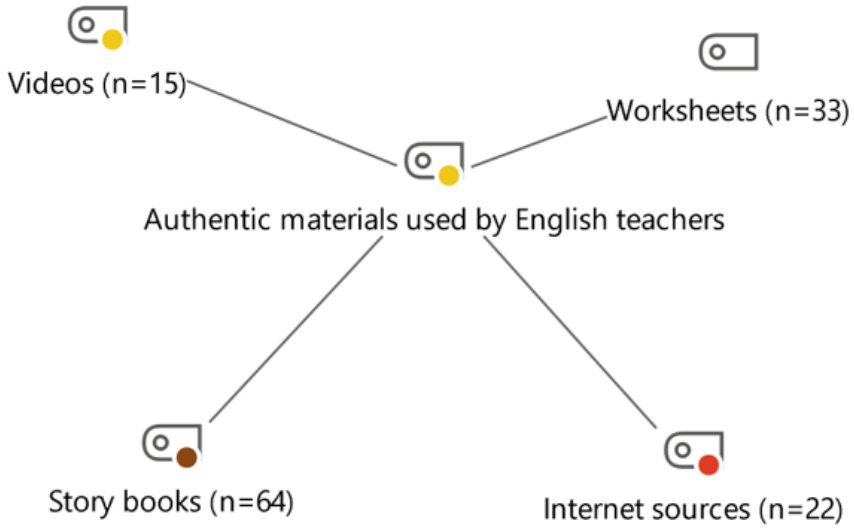 Videos (n=15)
Worksheets (n=33)
Authentic materials used by English teachers
Story books (n=64)
Internet sources (n=22)